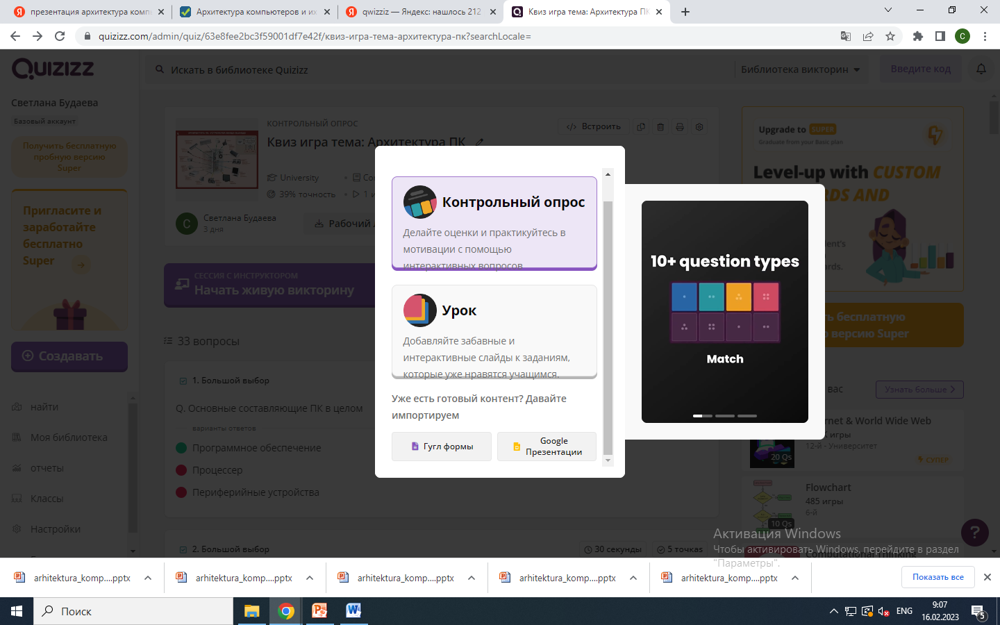 презентация архитектура комп
Архитектура компьютеров и их
qwizziz — Яндекс: нашлось 212
Квиз игра тема: Архитектура ПК
quizizz.com/admin/quiz/63e8fee2bc3f59001df7e42f/квиз-игра-тема-архитектура-пк?searchLocale=
C
QUIZIZZ
Искать в библиотеке Quizizz
Библиотека викторин
Введите код
Светлана Будаева
Базовый аккаунт
Получить бесплатную
пробную версию
Super
Пригласите и
заработайте
бесплатно
Super
Создавать
найти
Моя библиотека
отчеты
Классы
Настройки
КОНТРОЛЬНЫЙ ОПРОС
Встроить
Квиз игра тема: Архитектура ПК
University
39% точность
1
C
Светлана Будаева
3 дня
Рабочий
СЕССИЯ С ИНСТРУКТОРОМ
Начать живую викторину
33 вопросы
1. Большой выбор
Q. Основные составляющие ПК в целом
варианты ответов
Программное обеспечение
Процессор
Периферийные устройства
2. Большой выбор
30 секунды
5 точкas
Контрольный опрос
Делайте оценки и практикуйтесь в
мотивации с помощью
интерактивных вопросов.
Урок
Добавляйте забавные и
интерактивные слайды к заданиям,
которые уже нравятся учащимся.
Уже есть готовый контент? Давайте
импортируем
Гугл формы
Google
Презентации
10+ question types
Match
Upgrade to SUPER
Graduate from your Basic plan
Level-up with CUSTOM
AND
бесплатную
версию Super
вас
Узнать больше
& World Wide Web
игры
12-й - Университет
20 Qs
СУПЕР
Flowchart
485 игры
6-й
10 Qs
Computational Thinking
?
Активация Windows
Чтобы активировать Windows, перейдите в раздел
"Параметры".
arhitektura_komp....pptx
arhitektura_komp....pptx
arhitektura_komp....pptx
arhitektura_komp....pptx
arhitektura_komp....pptx
Показать все
Поиск
ENG
9:07
16.02.2023
5